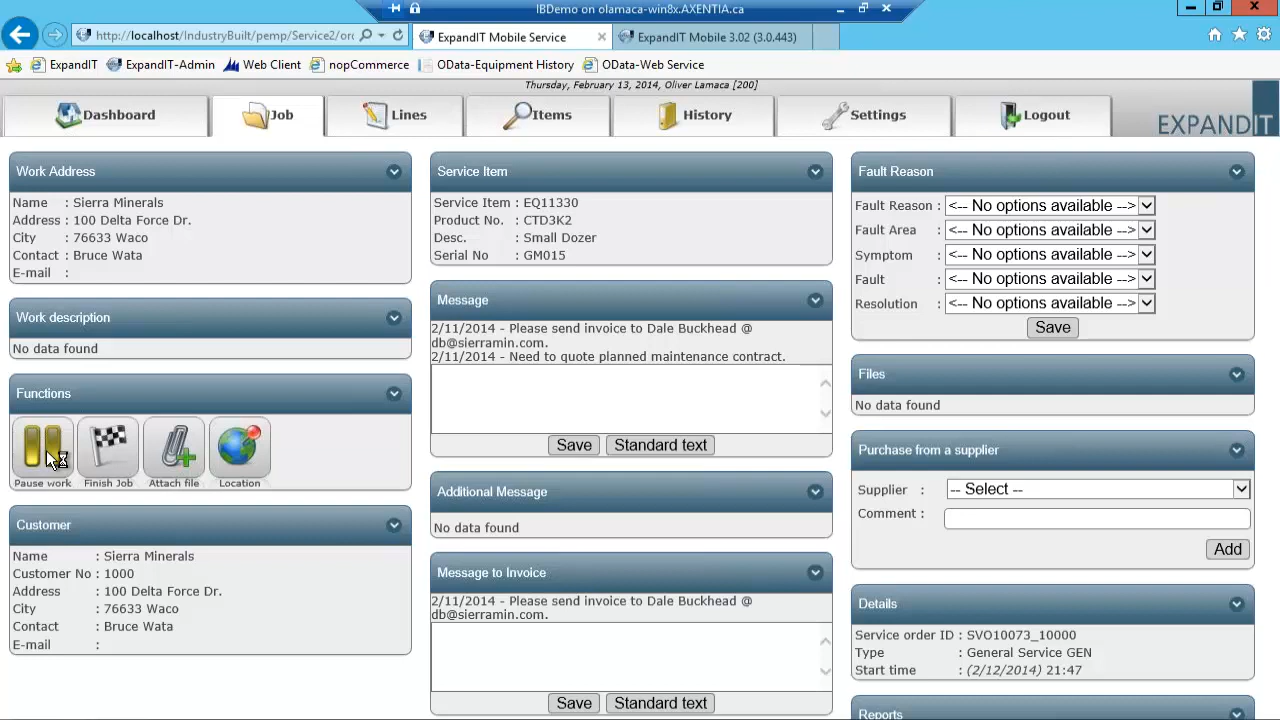 IBDemo on olamaca-win8x.AXENTIA.ca
http://localhost/IndustryBuilt/pemp/Service2/or
ExpandIT Mobile Service
ExpandIT Mobile 3.02 (3.0.443)
ExpandIT
ExpandIT-Admin
Web Client
nopCommerce
OData-Equipment History
OData-Web Service
Thursday, February 13, 2014, Oliver Lamaca [200]
Dashboard
Job
Lines
Items
History
Settings
Logout
EXPANDIT
Work Address
Name : Sierra Minerals
Address : 100 Delta Force Dr.
City : 76633 Waco
Contact : Bruce Wata
E-mail :
Work description
No data found
Functions
Pause work
Finish Job
Attach file
Location
Customer
Name : Sierra Minerals
Customer No : 1000
Address : 100 Delta Force Dr.
City : 76633 Waco
Contact : Bruce Wata
E-mail :
Service Item
Service Item : EQ11330
Product No. : CTD3K2
Desc. : Small Dozer
Serial No : GM015
Message
2/11/2014 - Please send invoice to Dale Buckhead @
db@sierramin.com.
2/11/2014 - Need to quote planned maintenance contract.
Save
Standard text
Additional Message
No data found
Message to Invoice
2/11/2014 - Please send invoice to Dale Buckhead @
db@sierramin.com.
Save
Standard text
Fault Reason
Fault Reason : <-- No options available -->
Fault Area : <-- No options available -->
Symptom : <-- No options available -->
Fault : <-- No options available -->
Resolution : <-- No options available -->
Save
Files
No data found
Purchase from a supplier
Supplier : -- Select --
Comment :
Add
Details
Service order ID : SVO10073_10000
Type : General Service GEN
Start time : (2/12/2014) 21:47
Reports